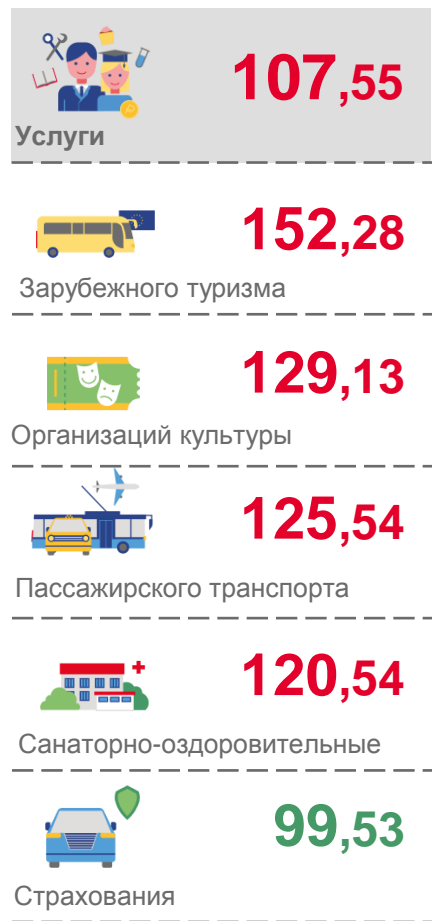 107,55
Услуги
152,28
Зарубежного туризма
129,13
Организаций культуры
125,54
Пассажирского транспорта
120,54
Санаторно-оздоровительные
99,53
Страхования